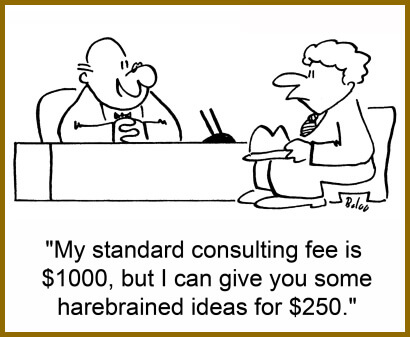 "My standard consulting fee is
$1000, but I can give you some
harebrained ideas for $250."